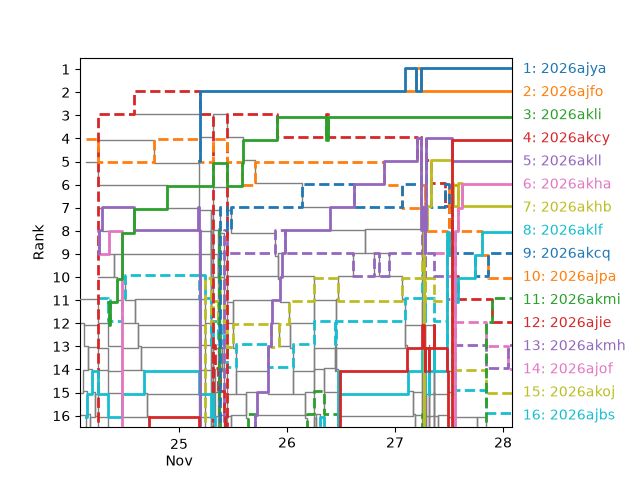 1
2
3
4
5
6
7
8
9
10
11
12
13
14
15
16
Rank
25
26
27
28
Nov
1: 2026ajya
2: 2026ajfo
3: 2026akli
4: 2026akcy
5: 2026akll
6: 2026akha
7: 2026akhb
8: 2026aklf
9: 2026akcq
10: 2026ajpa
11: 2026akmi
12: 2026ajie
13: 2026akmh
14: 2026ajof
15: 2026akoj
16: 2026ajbs